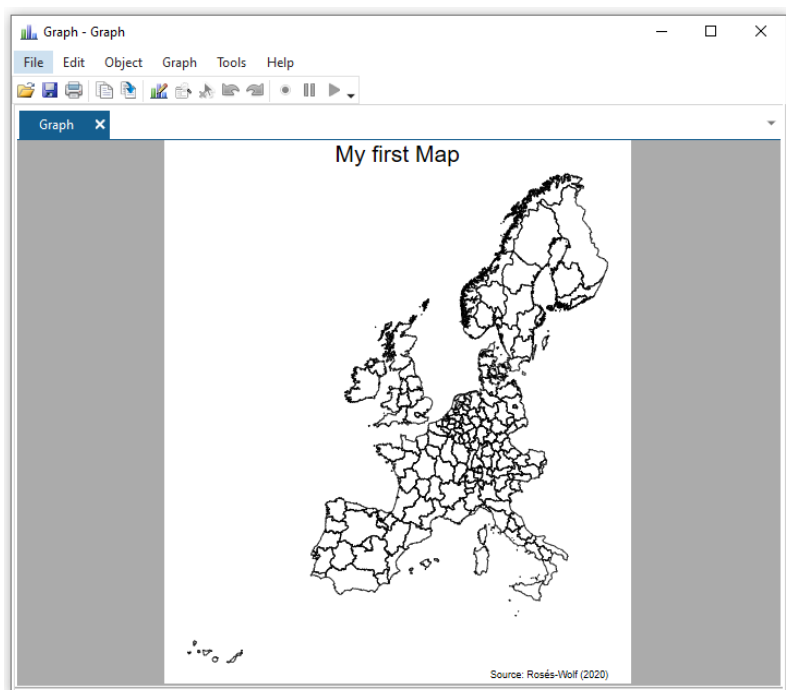 Graph - Graph
File Edit Object Graph Tools Help
Graph
My first Map
Source: Rosés-Wolf (2020)